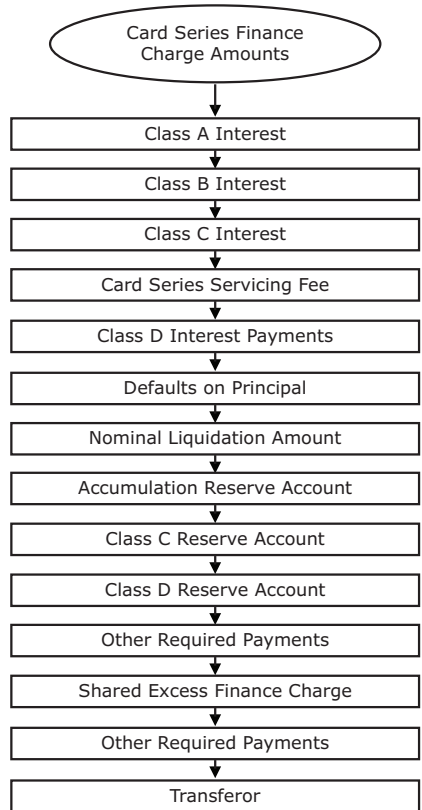 Card Series Finance
Charge Amounts
Class A Interest
Class B Interest
Class C Interest
Card Series Servicing Fee
Class D Interest Payments
Defaults on Principal
Nominal Liquidation Amount
Accumulation Reserve Account
Class C Reserve Account
Class D Reserve Account
Other Required Payments
Shared Excess Finance Charge
Other Required Payments
Transferor